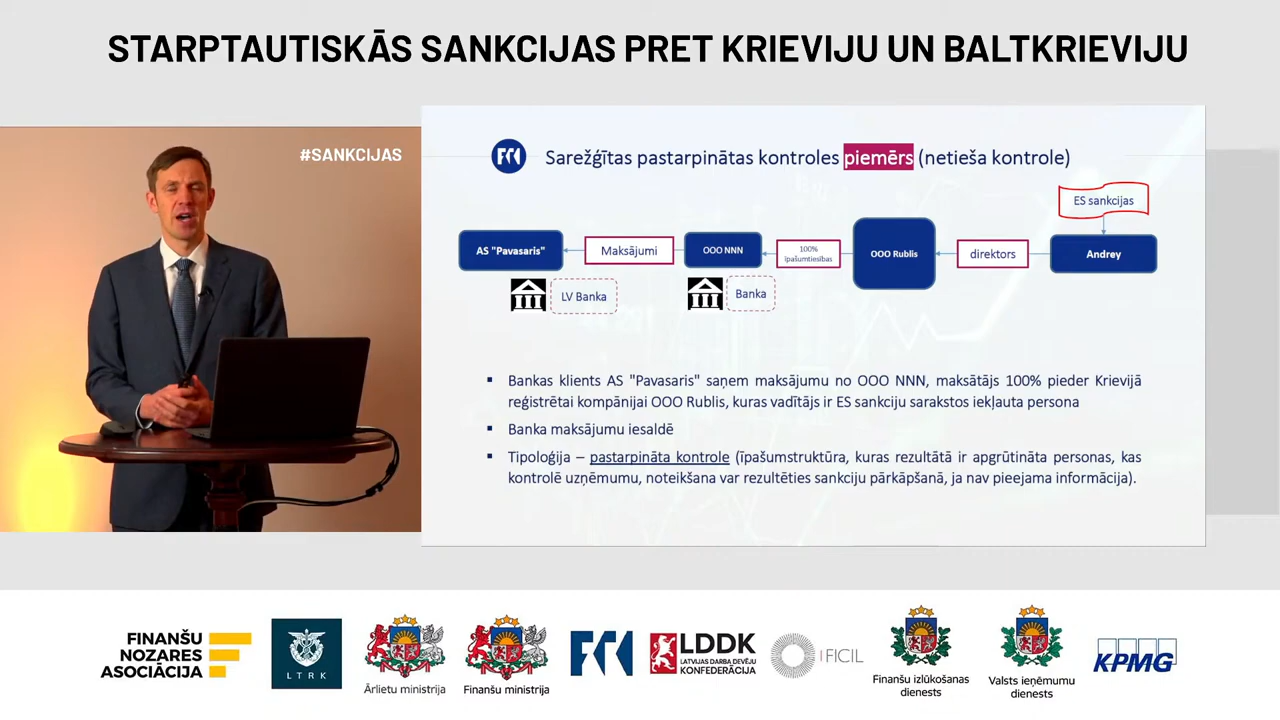 STARPTAUTISKĀS SANKCIJAS PRET KRIEVIJU UN BALTKRIEVIJU
#SANKCIJAS
Sarežģītas pastarpinātas kontroles piemērs (netieša kontrole)
ES sankcijas
AS "Pavasaris"
Maksājumi
OOO NNN
100%
īpašumtiesības
OOO Rublis
direktors
Andrey
LV Banka
Banka
▪ Bankas klients AS "Pavasaris" saņem maksājumu no OOO NNN, maksātājs 100% pieder Krievijā
reģistrētai kompānijai OOO Rublis, kuras vadītājs ir ES sankciju sarakstos iekļauta persona
▪ Banka maksājumu iesaldē
▪ Tipoloģija – pastarpināta kontrole (īpašumstruktūra, kuras rezultātā ir apgrūtināta personas, kas
kontrolē uzņēmumu, noteikšana var rezultēties sankciju pārkāpšanā, ja nav pieejama informācija).
FINANŠU
NOZARES
ASOCIĀCIJA
LTRK
Ārlietu ministrija
Finanšu ministrija
LDDK
LATVIJAS DARBA DEVĒJU
KONFEDERĀCIJA
FICIL
Finanšu izlūkošanas
dienests
Valsts ieņēmumu
dienests
KPMG